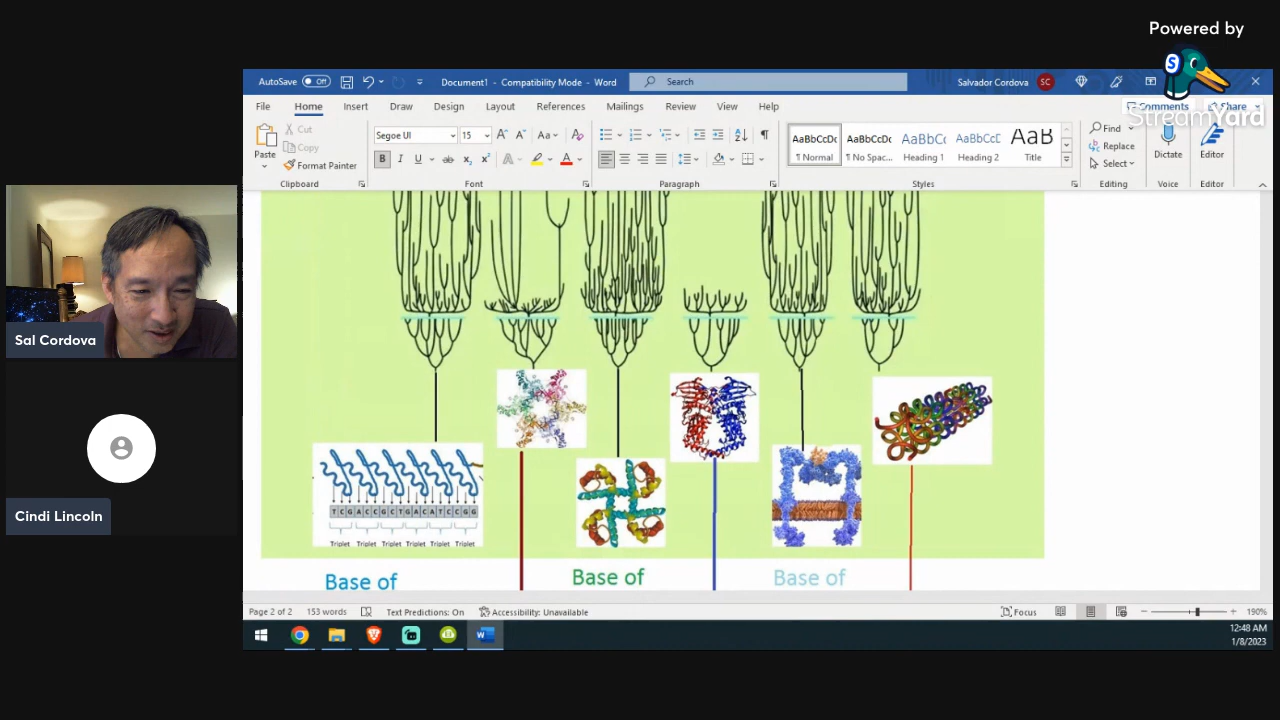 Powered by
StreamYard
AutoSave Off
Document1 - Compatibility Mode - Word
Search
Salvador Cordova SC
File Home Insert Draw Design Layout References Mailings Review View Help
Comments Share
Paste
Cut
Copy
Format Painter
Clipboard
Segoe UI 15
Font
Paragraph
AaBbCcDc AaBbCcDc AaBbCc AaBbCcD AaB
¶ Normal ¶ No Spac... Heading 1 Heading 2 Title
Styles
Find
Replace
Select
Editing
Dictate
Voice
Editor
Editor
Sal Cordova
Cindi Lincoln
TCGACCGCTGACATCCGG
Triplet Triplet Triplet Triplet Triplet Triplet
Base of
Base of
Base of
Page 2 of 2 153 words Text Predictions: On Accessibility: Unavailable
Focus
190%
12:48 AM
1/8/2023